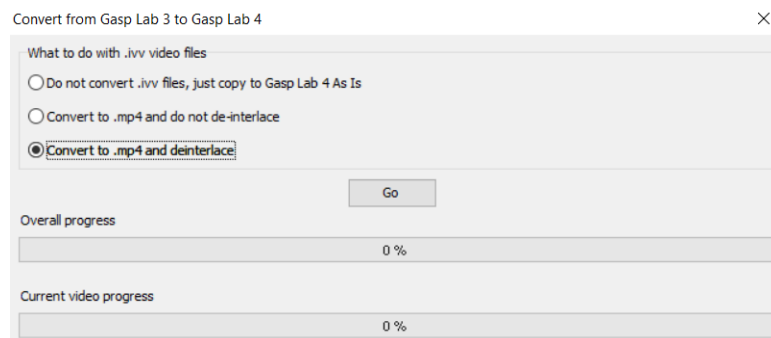 Convert from Gasp Lab 3 to Gasp Lab 4
What to do with .ivv video files
Do not convert .ivv files, just copy to Gasp Lab 4 As Is
Convert to .mp4 and do not de-interlace
Convert to .mp4 and deinterlace
Go
Overall progress
0 %
Current video progress
0 %